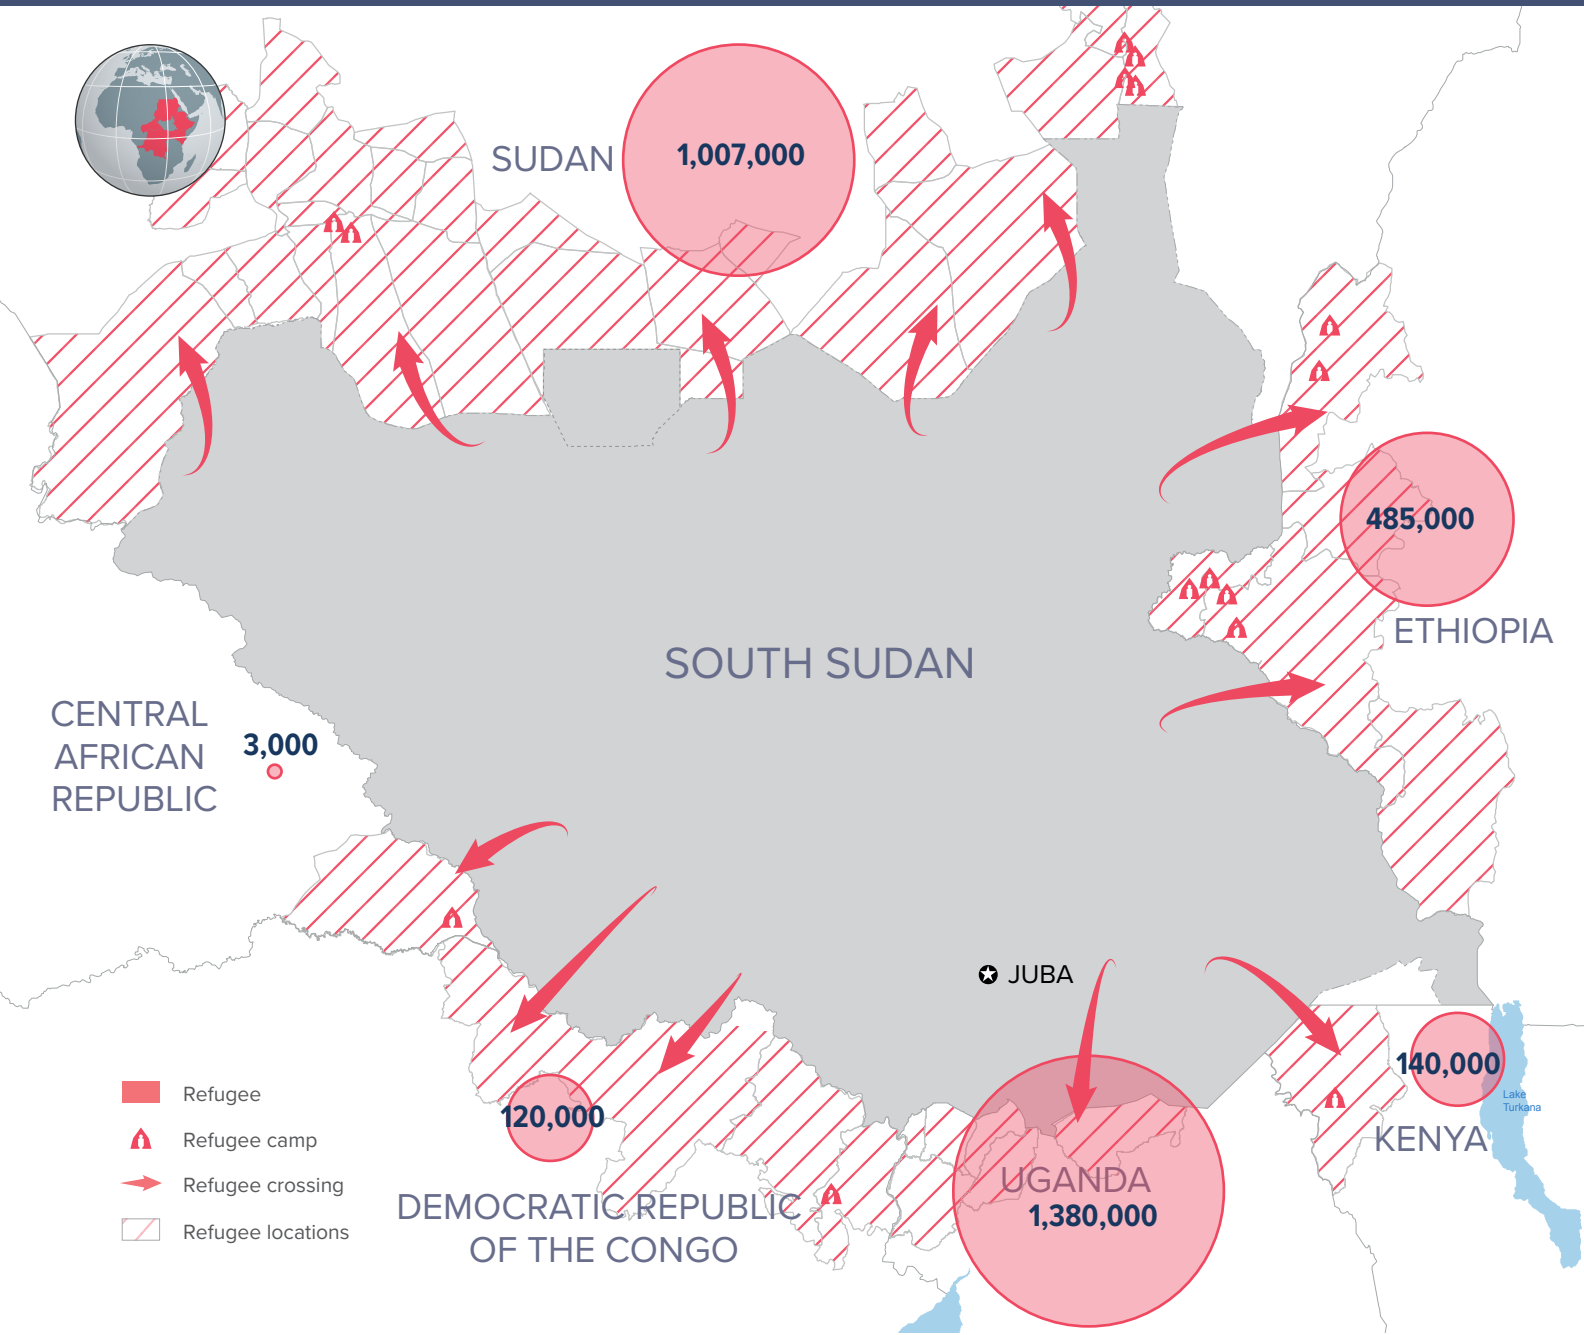 SUDAN
1,007,000
485,000
ETHIOPIA
SOUTH SUDAN
CENTRAL
AFRICAN
REPUBLIC
3,000
JUBA
140,000
Lake
Turkana
KENYA
120,000
DEMOCRATIC REPUBLIC
OF THE CONGO
UGANDA
1,380,000
Refugee
Refugee camp
Refugee crossing
Refugee locations